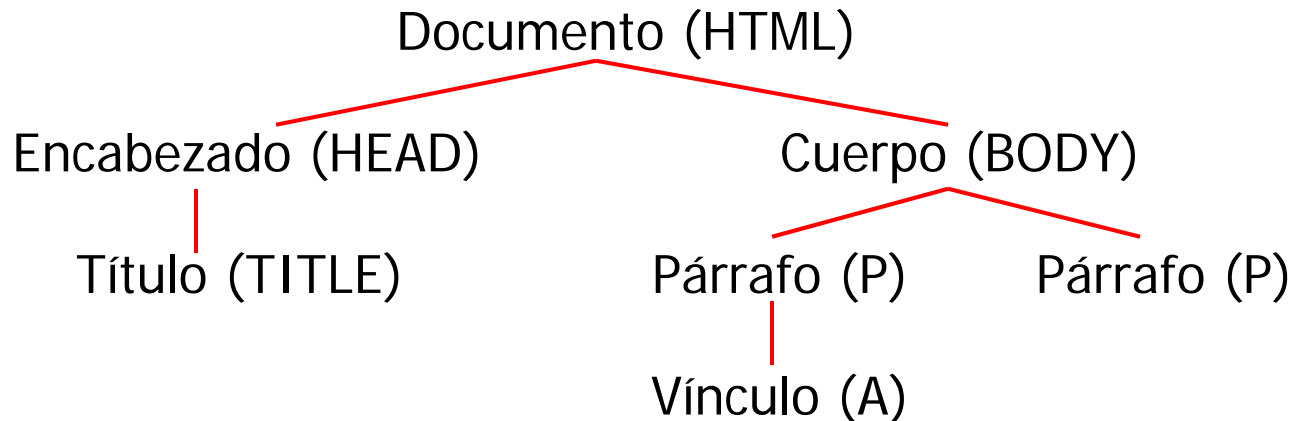 Documento (HTML)
Encabezado (HEAD) Cuerpo (BODY)
Título (TITLE) Párrafo (P) Párrafo (P)
Vínculo (A)